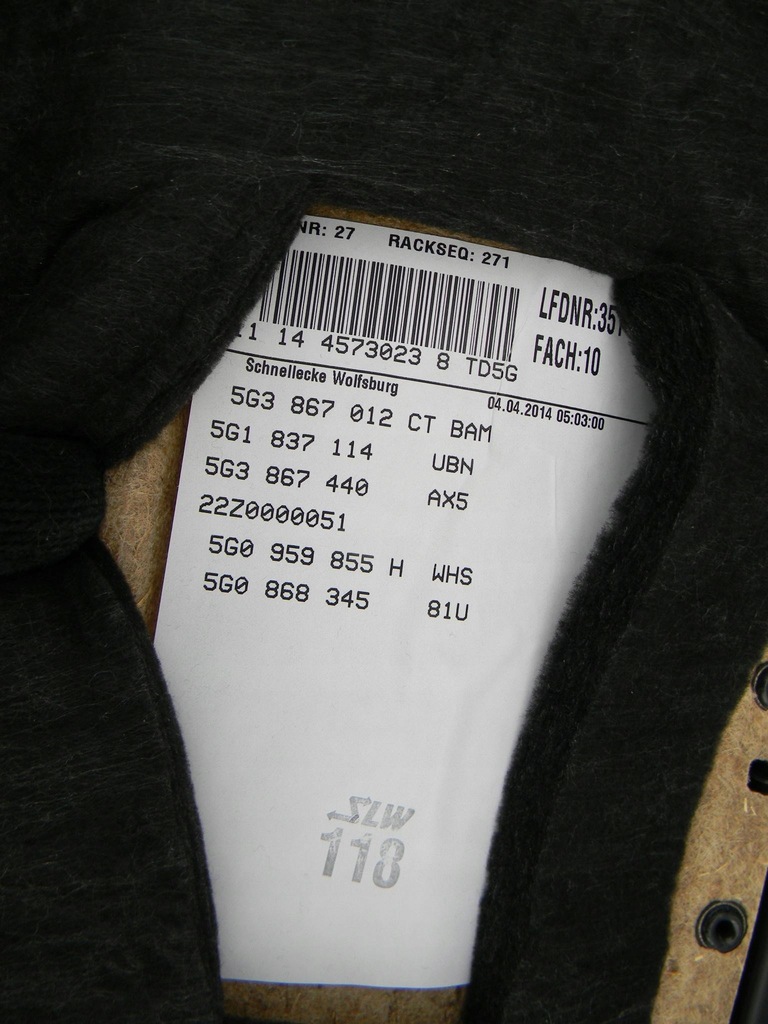 NR: 27 RACKSEQ: 271
LFDNR:351
FACH:10
14 4573023 8 TD5G
Schnellecke Wolfsburg 04.04.2014 05:03:00
5G3 867 012 CT BAM
5G1 837 114 UBN
5G3 867 440 AX5
22Z0000051
5G0 959 855 H WHS
5G0 868 345 81U
SLW
118